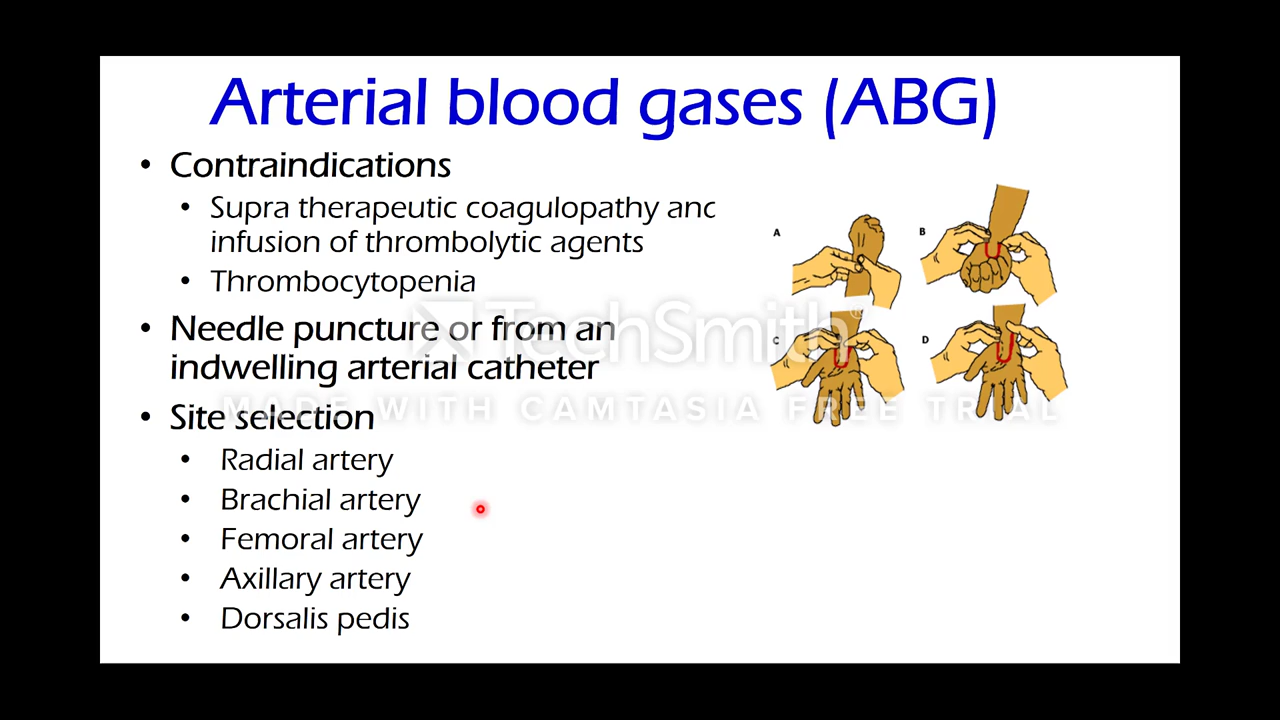 Arterial blood gases (ABG)
• Contraindications
• Supra therapeutic coagulopathy and
infusion of thrombolytic agents
• Thrombocytopenia
• Needle puncture or from an
indwelling arterial catheter
• Site selection
• Radial artery
• Brachial artery
• Femoral artery
• Axillary artery
• Dorsalis pedis
A
B
C
D
TechSmith®
MADE WITH CAMTASIA FREE TRIAL